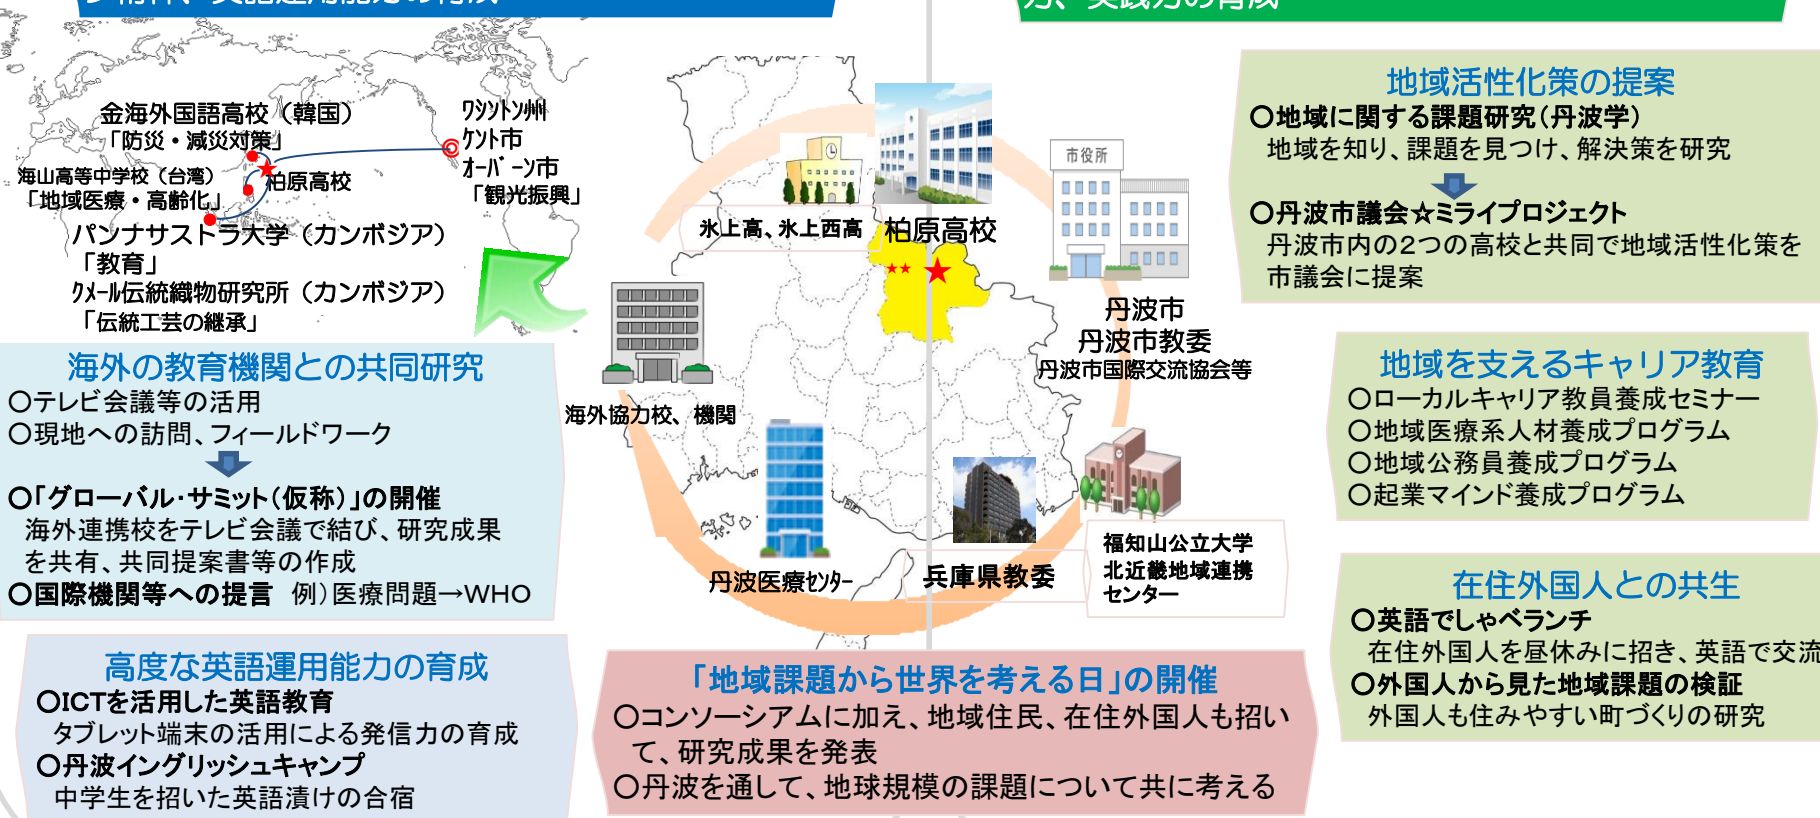 力、実践力の育成
金海外国語高校（韓国）
「防災・減災対策」
海山高等中学校（台湾）
「地域医療・高齢化」
柏原高校
ﾜｼﾝﾄﾝ州
ｹﾝﾄ市
ｵｰﾊﾞｰﾝ市
「観光振興」
パンナサストラ大学（カンボジア）
「教育」
ｸﾒｰﾙ伝統織物研究所（カンボジア）
「伝統工芸の継承」
海外の教育機関との共同研究
○テレビ会議等の活用
○現地への訪問、フィールドワーク
○「グローバル・サミット（仮称）」の開催
海外連携校をテレビ会議で結び、研究成果
を共有、共同提案書等の作成
○国際機関等への提言 例）医療問題→WHO
高度な英語運用能力の育成
○ICTを活用した英語教育
タブレット端末の活用による発信力の育成
○丹波イングリッシュキャンプ
中学生を招いた英語漬けの合宿
氷上高、氷上西高
柏原高校
市役所
丹波市
丹波市教委
丹波市国際交流協会等
海外協力校、機関
丹波医療ｾﾝﾀｰ
兵庫県教委
福知山公立大学
北近畿地域連携
センター
「地域課題から世界を考える日」の開催
○コンソーシアムに加え、地域住民、在住外国人も招い
て、研究成果を発表
○丹波を通して、地球規模の課題について共に考える
地域活性化策の提案
○地域に関する課題研究（丹波学）
地域を知り、課題を見つけ、解決策を研究
○丹波市議会☆ミライプロジェクト
丹波市内の２つの高校と共同で地域活性化策を
市議会に提案
地域を支えるキャリア教育
○ローカルキャリア教員養成セミナー
○地域医療系人材養成プログラム
○地域公務員養成プログラム
○起業マインド養成プログラム
在住外国人との共生
○英語でしゃべランチ
在住外国人を昼休みに招き、英語で交流
○外国人から見た地域課題の検証
外国人も住みやすい町づくりの研究